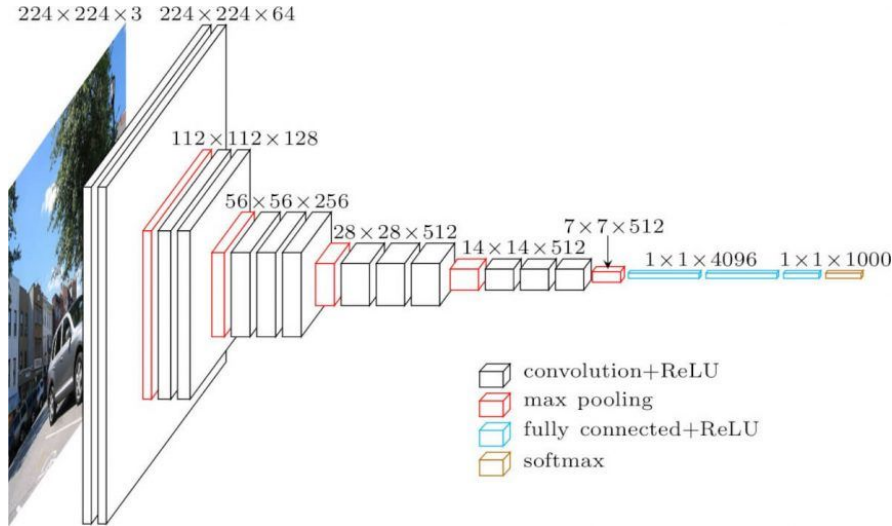 224×224×3
224×224×64
112×112×128
56×56×256
28×28×512
14×14×512
7×7×512
1×1×4096
1×1×1000
convolution+ReLU
max pooling
fully connected+ReLU
softmax